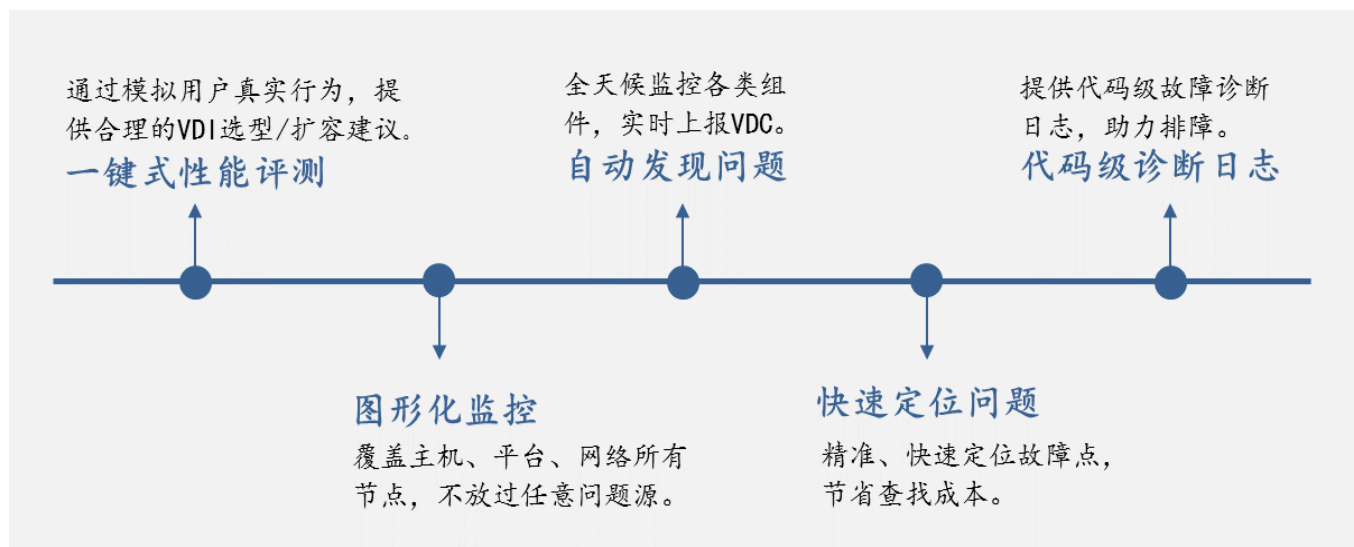 通过模拟用户真实行为，提
供合理的VDI选型/扩容建议.
一键式性能评测
图形化监控
覆盖主机、平台、网络所有
节点，不放过任意问题源。
全天候监控各类组
件，实时上报VDC。
自动发现问题
快速定位问题
精准、快速定位故障点，
节省查找成本。
提供代码级故障诊断
日志，助力排障。
代码级诊断日志